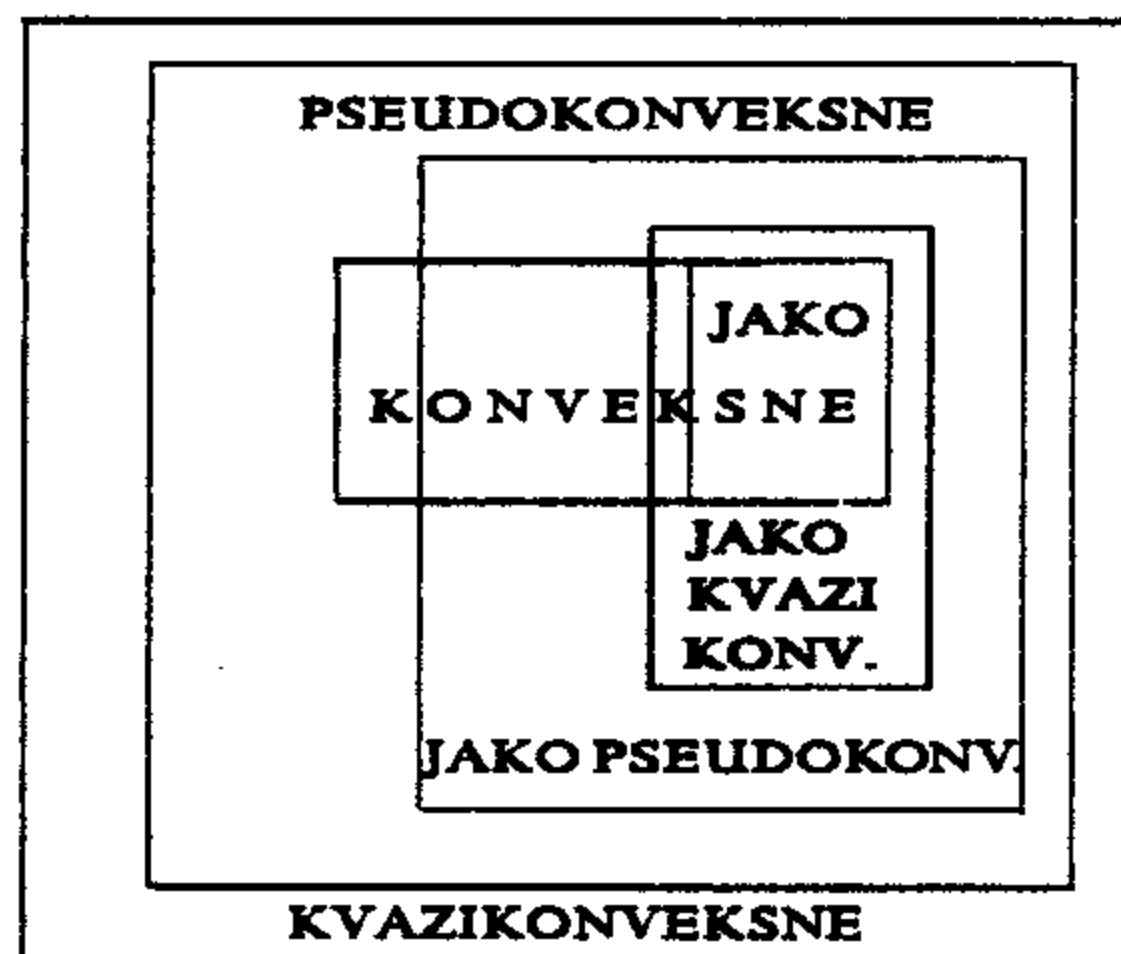 PSEUDOKONVEKSNE
JAKO
KONVEKSNE
JAKO
KVAZI
KONV.
JAKO PSEUDOKONV.
KVAZIKONVEKSNE